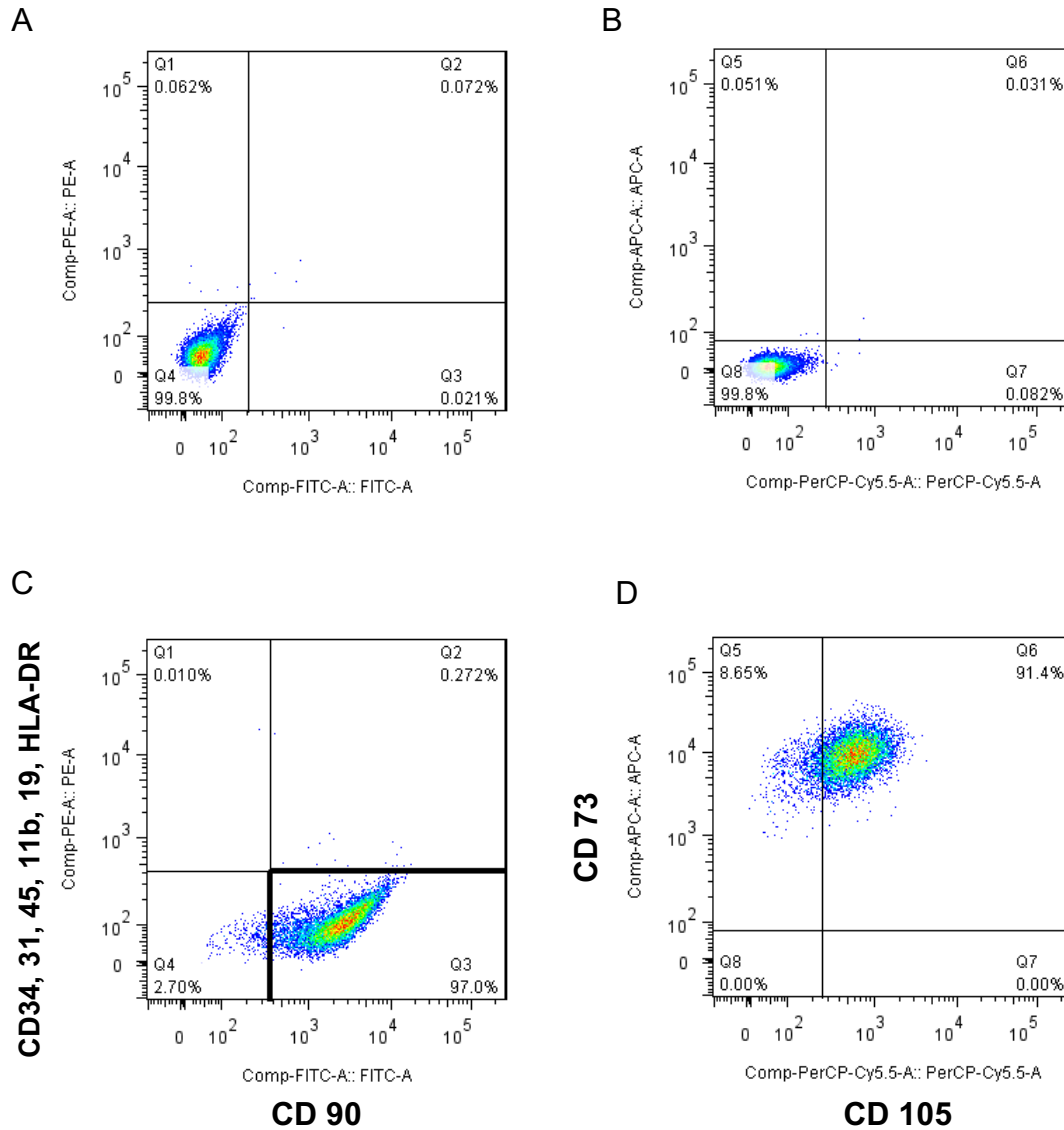 A
Q1
0.062%
Q2
0.072%
10^5
10^4
10^3
10^2
0
Comp-PE-A:: PE-A
Q4
99.8%
Q3
0.021%
0 10^2 10^3 10^4 10^5
Comp-FITC-A:: FITC-A
B
Q5
0.051%
Q6
0.031%
10^5
10^4
10^3
10^2
0
Comp-APC-A:: APC-A
Q8
99.8%
Q7
0.082%
0 10^2 10^3 10^4 10^5
Comp-PerCP-Cy5.5-A:: PerCP-Cy5.5-A
C
CD34, 31, 45, 11b, 19, HLA-DR
Comp-PE-A:: PE-A
Q1
0.010%
Q2
0.272%
10^5
10^4
10^3
10^2
0
Q4
2.70%
Q3
97.0%
0 10^2 10^3 10^4 10^5
Comp-FITC-A:: FITC-A
CD 90
D
CD 73
Comp-APC-A:: APC-A
Q5
8.65%
Q6
91.4%
10^5
10^4
10^3
10^2
0
Q8
0.00%
Q7
0.00%
0 10^2 10^3 10^4 10^5
Comp-PerCP-Cy5.5-A:: PerCP-Cy5.5-A
CD 105